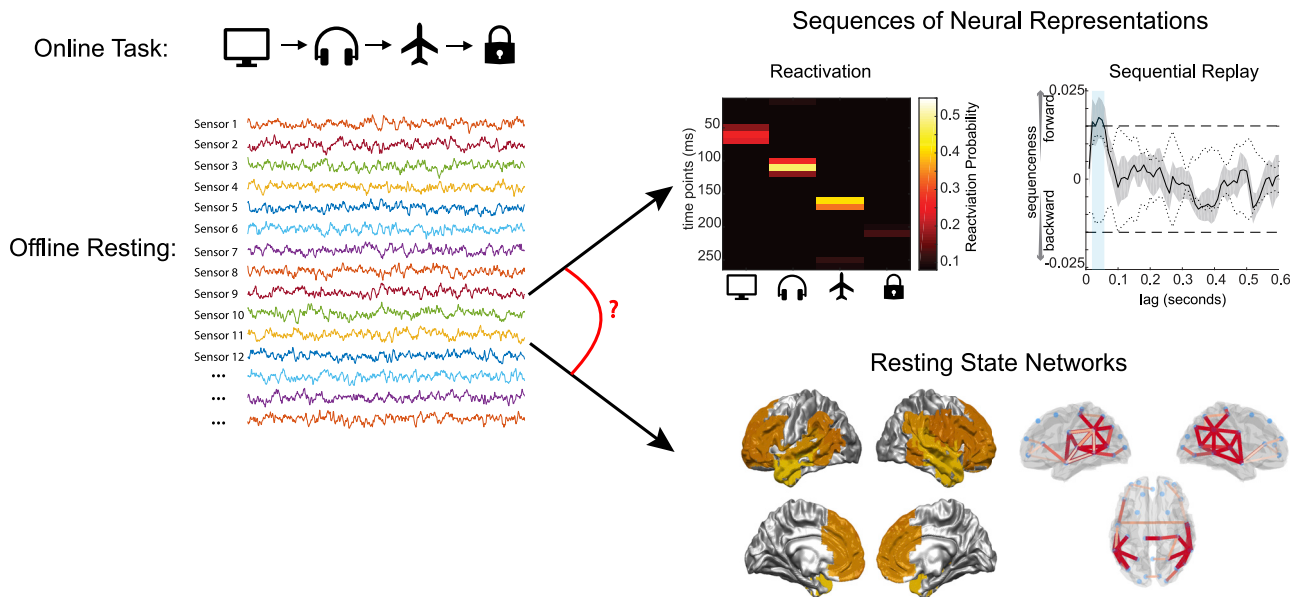 Online Task:
Offline Resting:
Sensor 1
Sensor 2
Sensor 3
Sensor 4
Sensor 5
Sensor 6
Sensor 7
Sensor 8
Sensor 9
Sensor 10
Sensor 11
Sensor 12
...
...
...
?
Sequences of Neural Representations
Reactivation
time points (ms)
50
100
150
200
250
0.5
0.4
0.3
0.2
0.1
Reactviation Probability
Sequential Replay
sequenceness
backward forward
0.025
0
-0.025
0 0.1 0.2 0.3 0.4 0.5 0.6
lag (seconds)
Resting State Networks